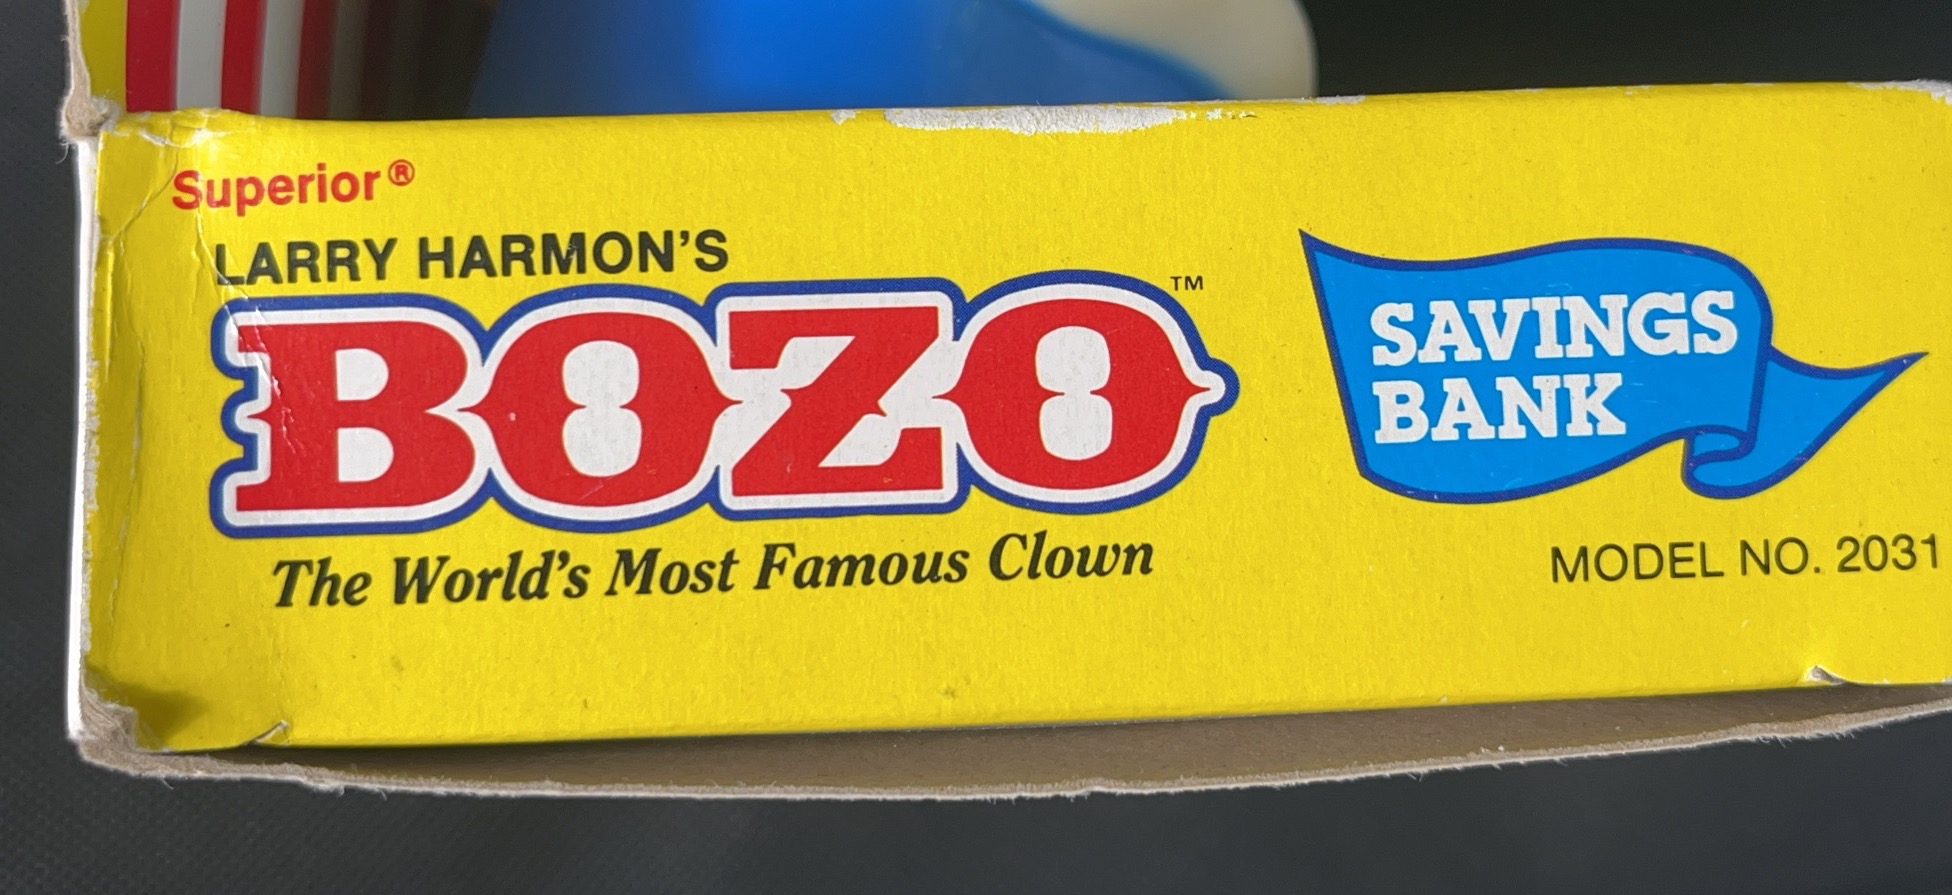 Superior®
LARRY HARMON'S
BOZO™
The World's Most Famous Clown
SAVINGS
BANK
MODEL NO. 2031